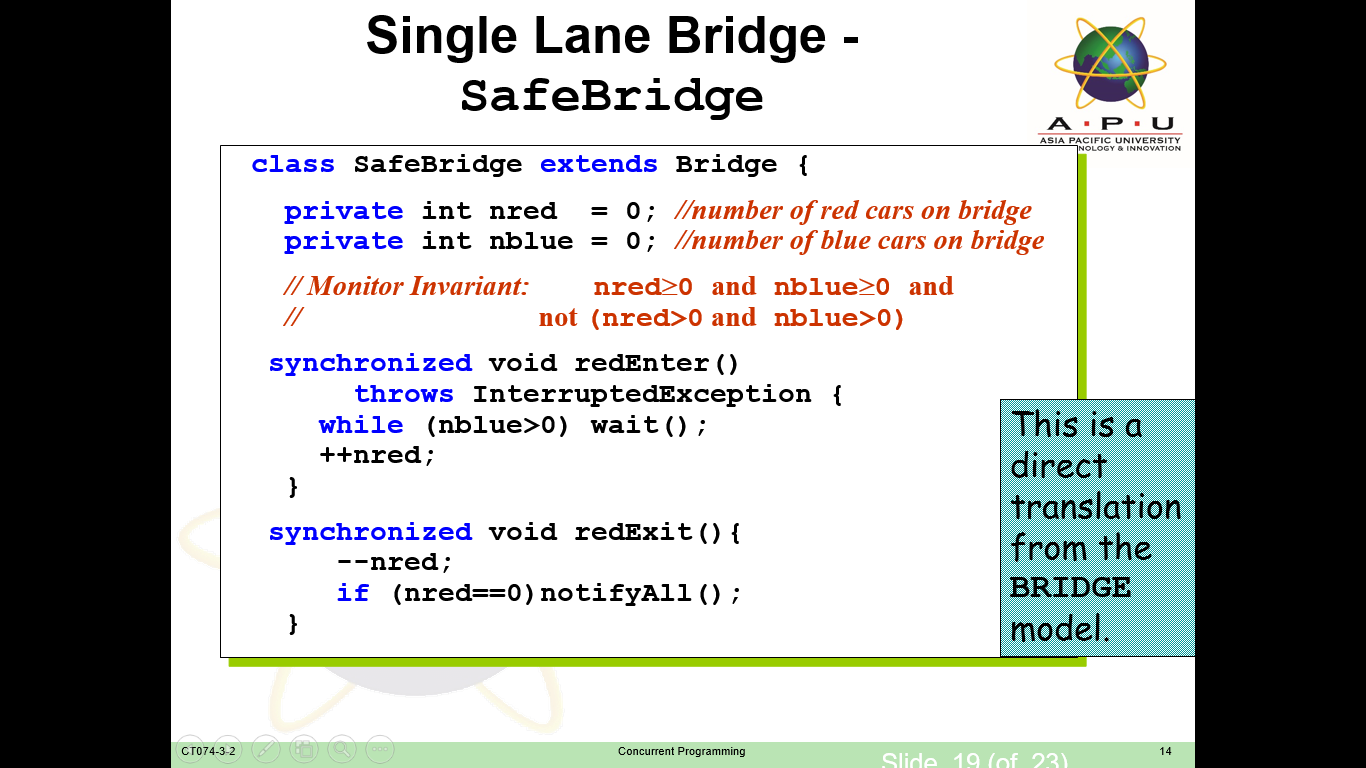 Single Lane Bridge -
SafeBridge
A · P · U
ASIA PACIFIC UNIVERSITY
NOLOGY & INNOVATION
class SafeBridge extends Bridge {
private int nred = 0; //number of red cars on bridge
private int nblue = 0; //number of blue cars on bridge
// Monitor Invariant: nred≥0 and nblue≥0 and
// not (nred>0 and nblue>0)
synchronized void redEnter()
throws InterruptedException {
while (nblue>0) wait();
++nred;
}
synchronized void redExit(){
--nred;
if (nred==0)notifyAll();
}
This is a
direct
translation
from the
BRIDGE
model.
CT074-3-2 Concurrent Programming 14
Slide 19 (of 23)